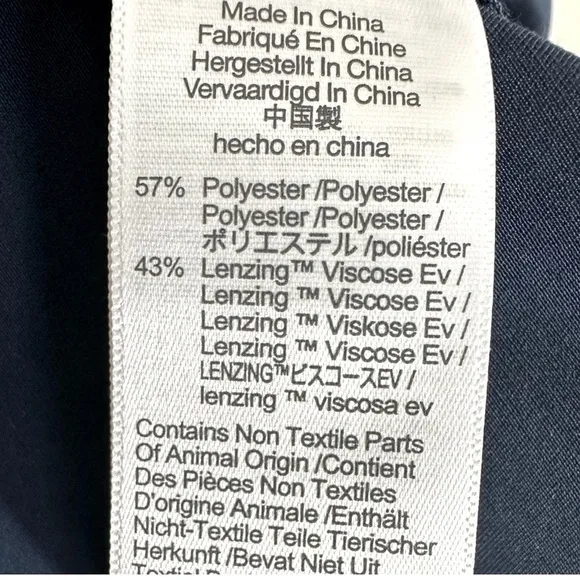 Made In China
Fabriqué En Chine
Hergestellt In China
Vervaardigd In China
中国製
hecho en china
57% Polyester /Polyester /
Polyester /Polyester /
ポリエステル /poliéster
43% Lenzing™ Viscose Ev /
Lenzing ™ Viscose Ev /
Lenzing ™ Viskose Ev /
Lenzing ™ Viscose Ev /
LENZING™ビスコースEV /
lenzing ™ viscosa ev
Contains Non Textile Parts
Of Animal Origin /Contient
Des Pièces Non Textiles
D'origine Animale /Enthält
Nicht-Textile Teile Tierischer
Herkunft /Bevat Niet Uit